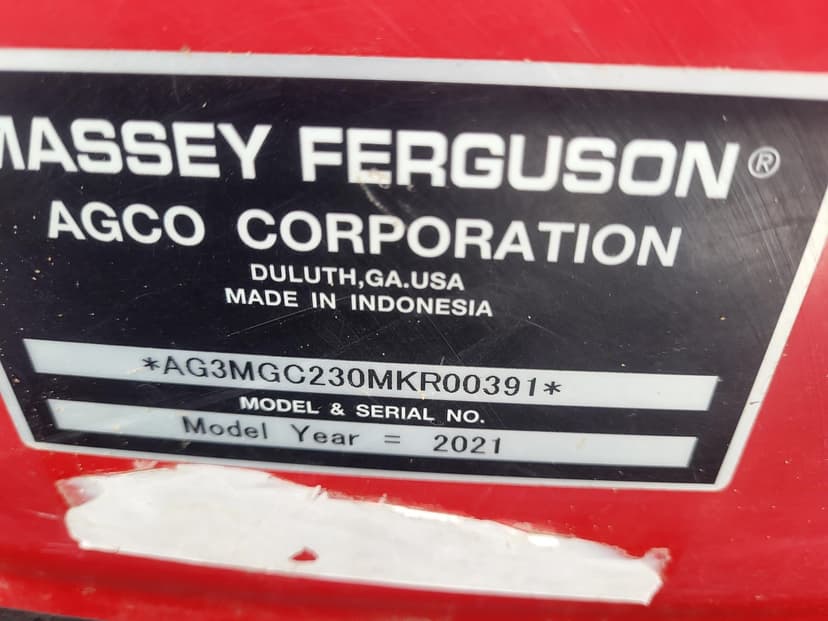 MASSEY FERGUSON®
AGCO CORPORATION
DULUTH,GA.USA
MADE IN INDONESIA
*AG3MGC230MKR00391*
MODEL & SERIAL NO.
Model Year = 2021